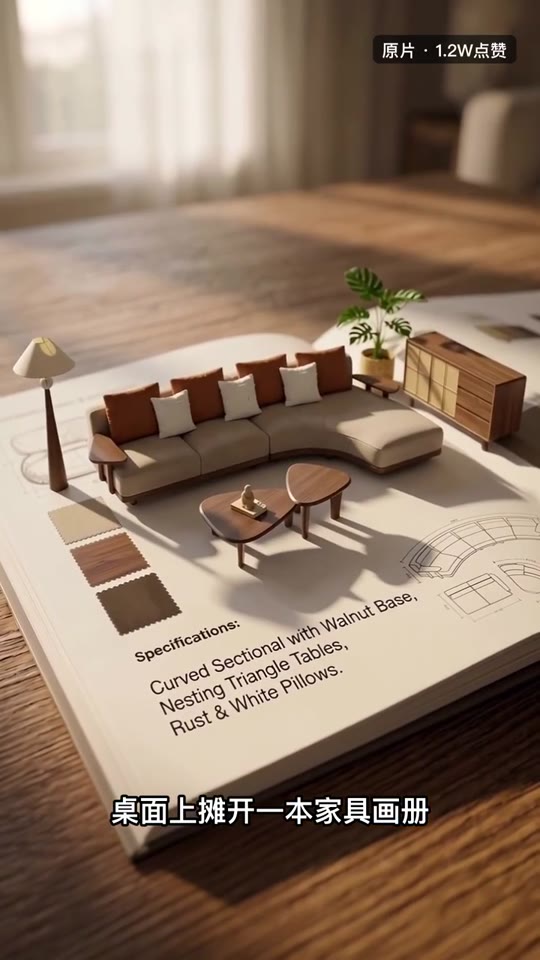 原片 · 1.2W点赞
Specifications:
Curved Sectional with Walnut Base,
Nesting Triangle Tables,
Rust & White Pillows.
桌面上摊开一本家具画册